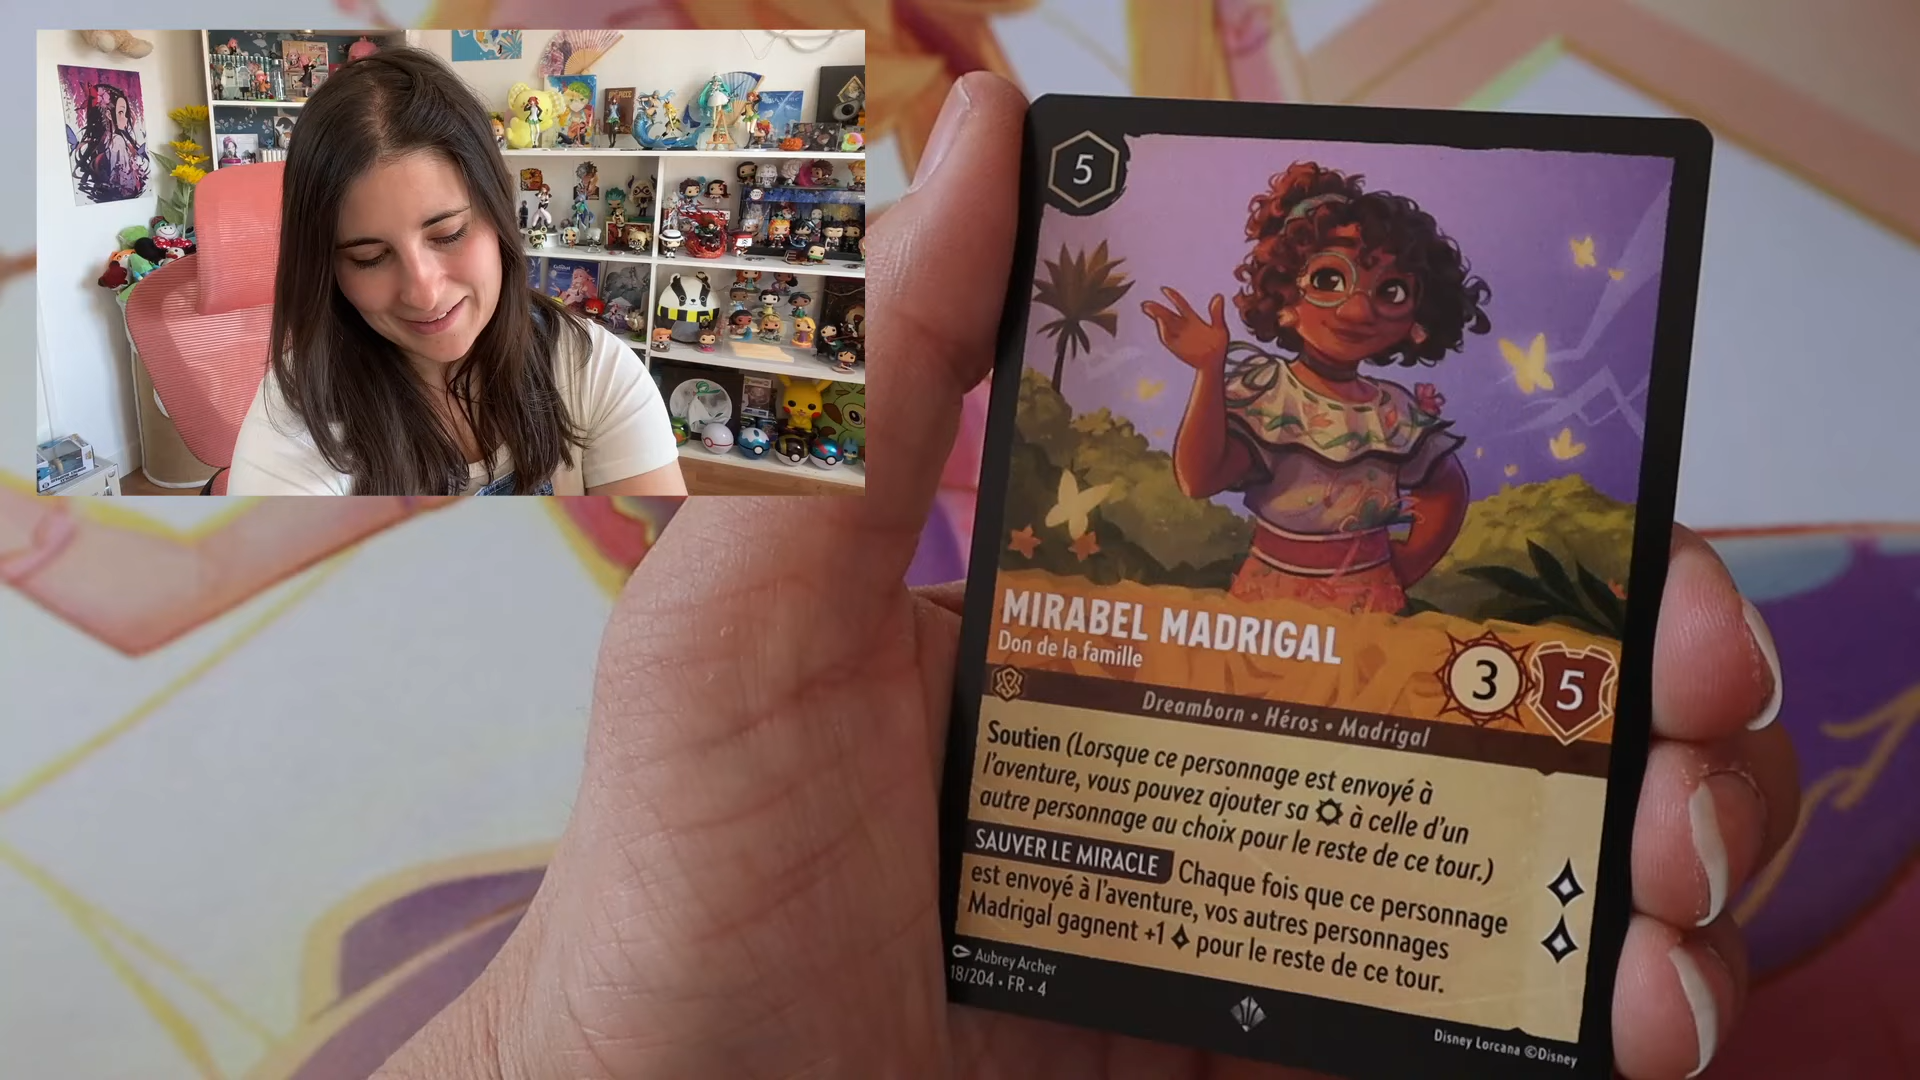 5
MIRABEL MADRIGAL
Don de la famille
3
5
Dreamborn • Héros • Madrigal
Soutien (Lorsque ce personnage est envoyé à
l'aventure, vous pouvez ajouter sa à celle d'un
autre personnage au choix pour le reste de ce tour.)
SAUVER LE MIRACLE Chaque fois que ce personnage
est envoyé à l'aventure, vos autres personnages
Madrigal gagnent +1 pour le reste de ce tour.
Aubrey Archer
18/204 • FR • 4
Disney Lorcana ©Disney